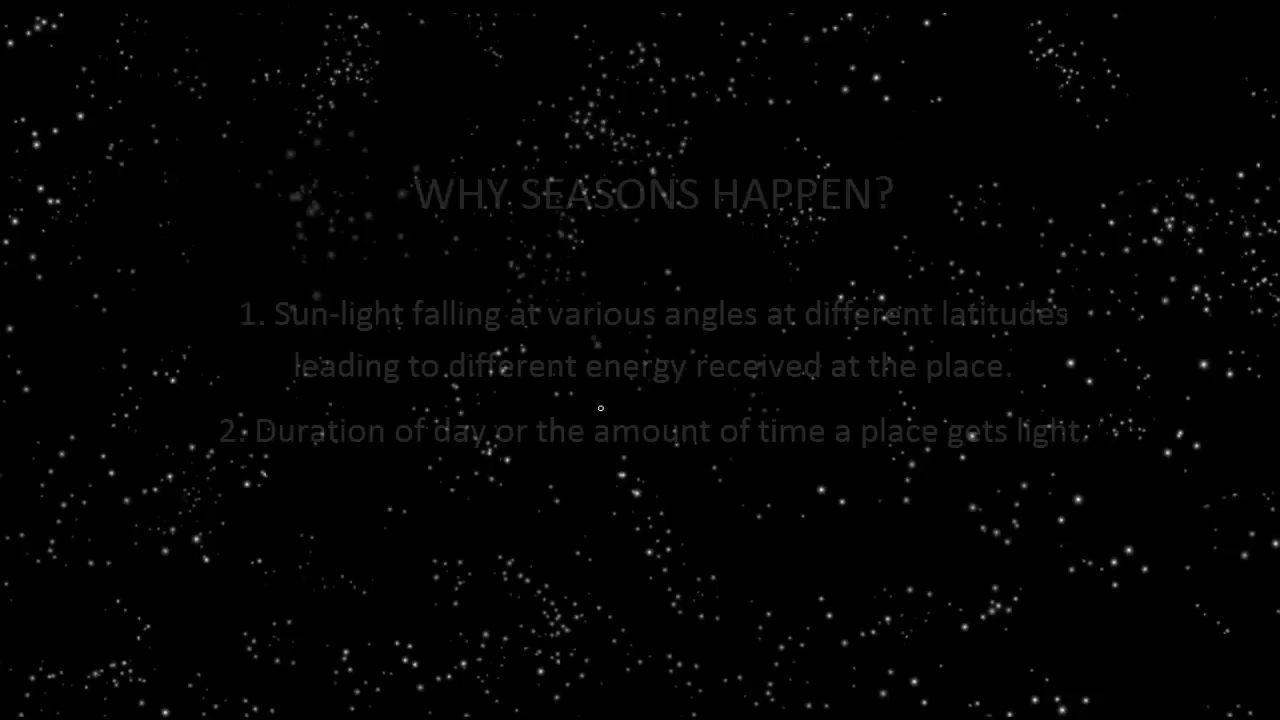 WHY SEASONS HAPPEN?
1. Sun-light falling at various angles at different latitudes
leading to different energy received at the place.
2. Duration of day or the amount of time a place gets light.